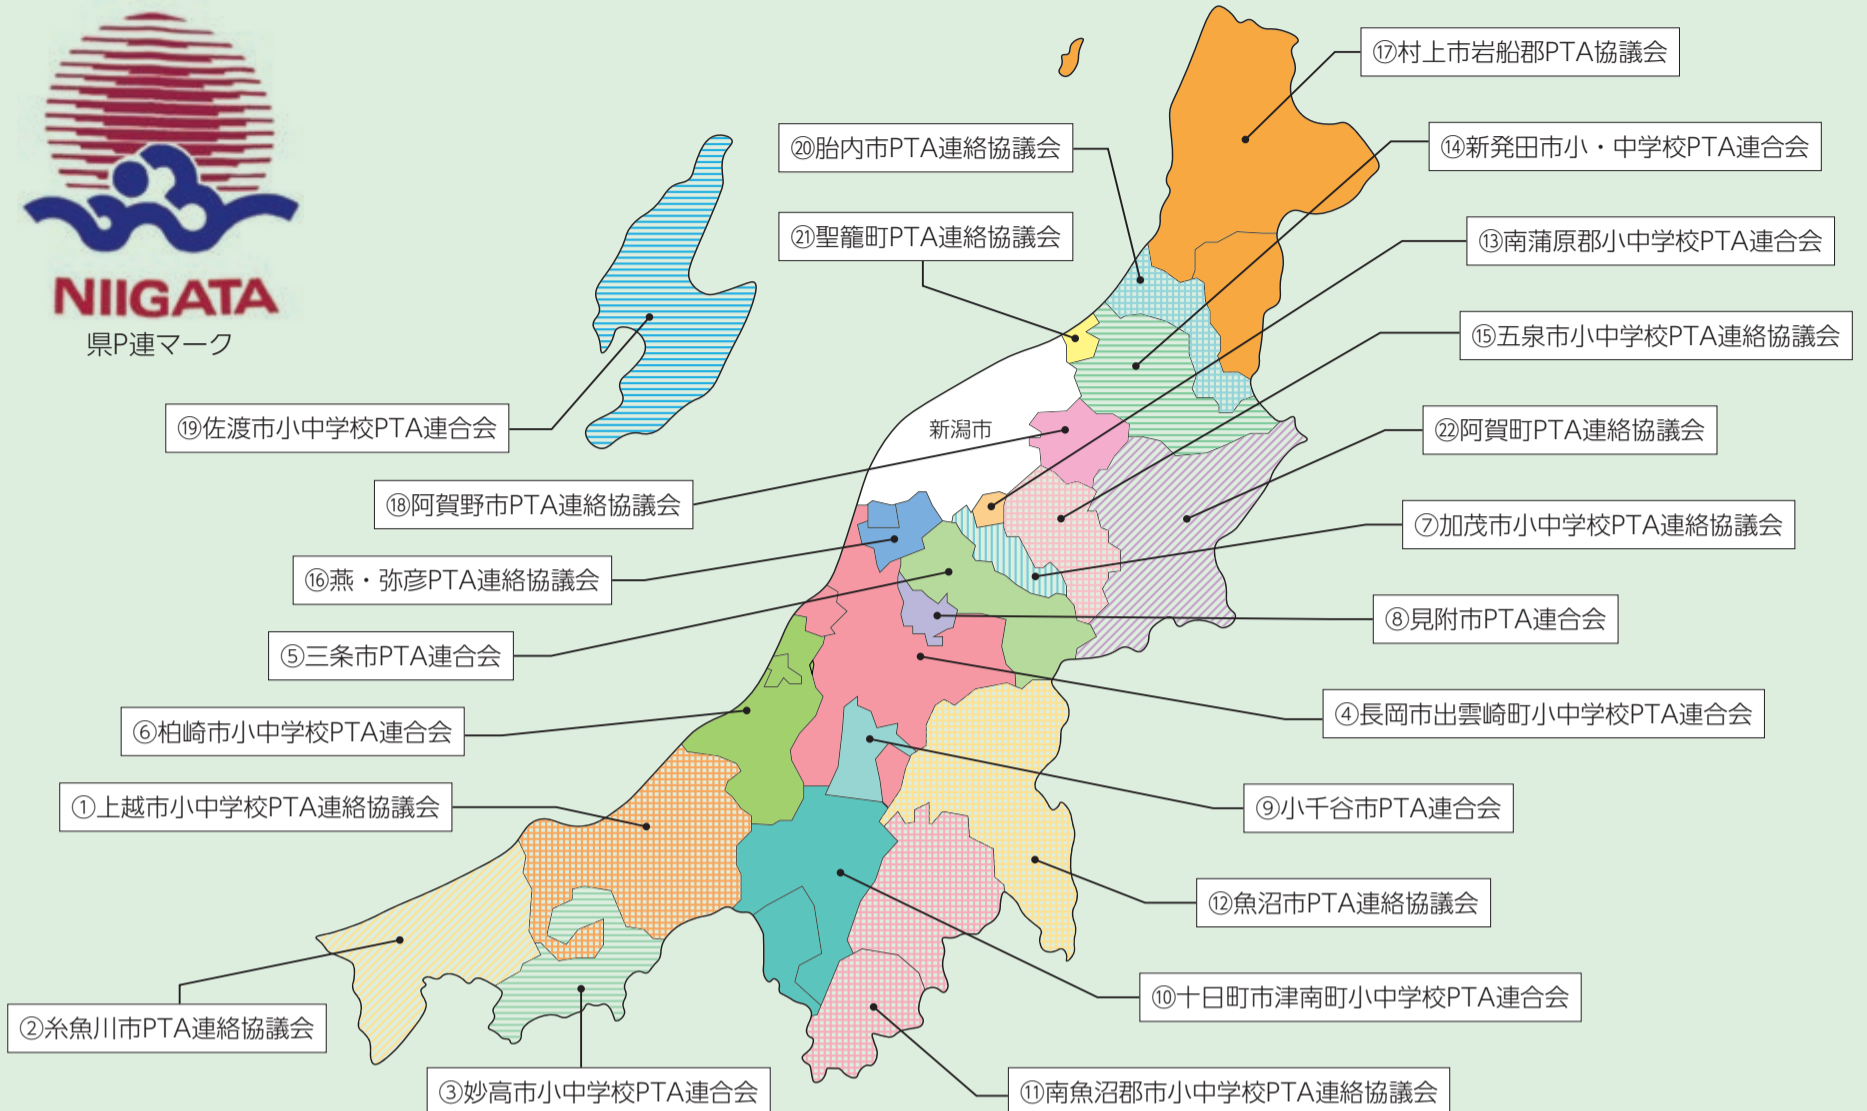 NIIGATA
県P連マーク
⑰村上市岩船郡PTA協議会
⑳胎内市PTA連絡協議会
⑭新発田市小・中学校PTA連合会
㉑聖籠町PTA連絡協議会
⑬南蒲原郡小中学校PTA連合会
⑮五泉市小中学校PTA連絡協議会
⑲佐渡市小中学校PTA連合会
新潟市
㉒阿賀町PTA連絡協議会
⑱阿賀野市PTA連絡協議会
⑦加茂市小中学校PTA連絡協議会
⑯燕・弥彦PTA連絡協議会
⑧見附市PTA連合会
⑤三条市PTA連合会
④長岡市出雲崎町小中学校PTA連合会
⑥柏崎市小中学校PTA連合会
①上越市小中学校PTA連絡協議会
⑨小千谷市PTA連合会
⑫魚沼市PTA連絡協議会
⑩十日町市津南町小中学校PTA連合会
②糸魚川市PTA連絡協議会
③妙高市小中学校PTA連合会
⑪南魚沼郡市小中学校PTA連絡協議会